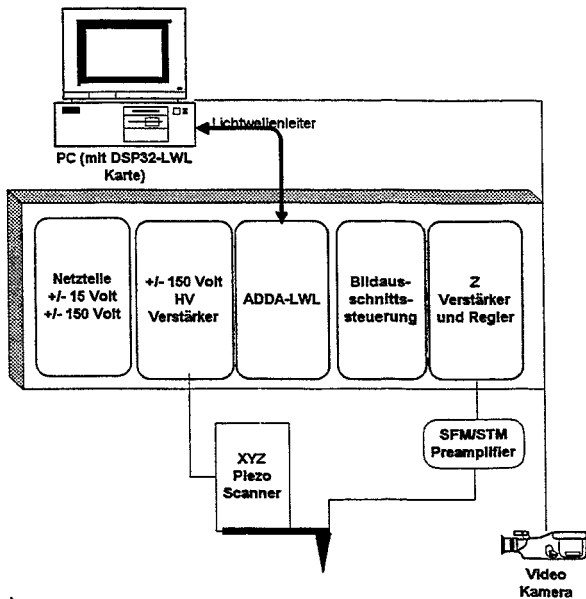 Lichtwellenleiter
PC (mit DSP32-LWL
Karte)
Netzteile
+/- 15 Volt
+/- 150 Volt
+/- 150 Volt
HV
Verstärker
ADDA-LWL
Bildaus-
schnitts-
steuerung
Z
Verstärker
und Regler
SFM/STM
Preamplifier
XYZ
Piezo
Scanner
Video
Kamera